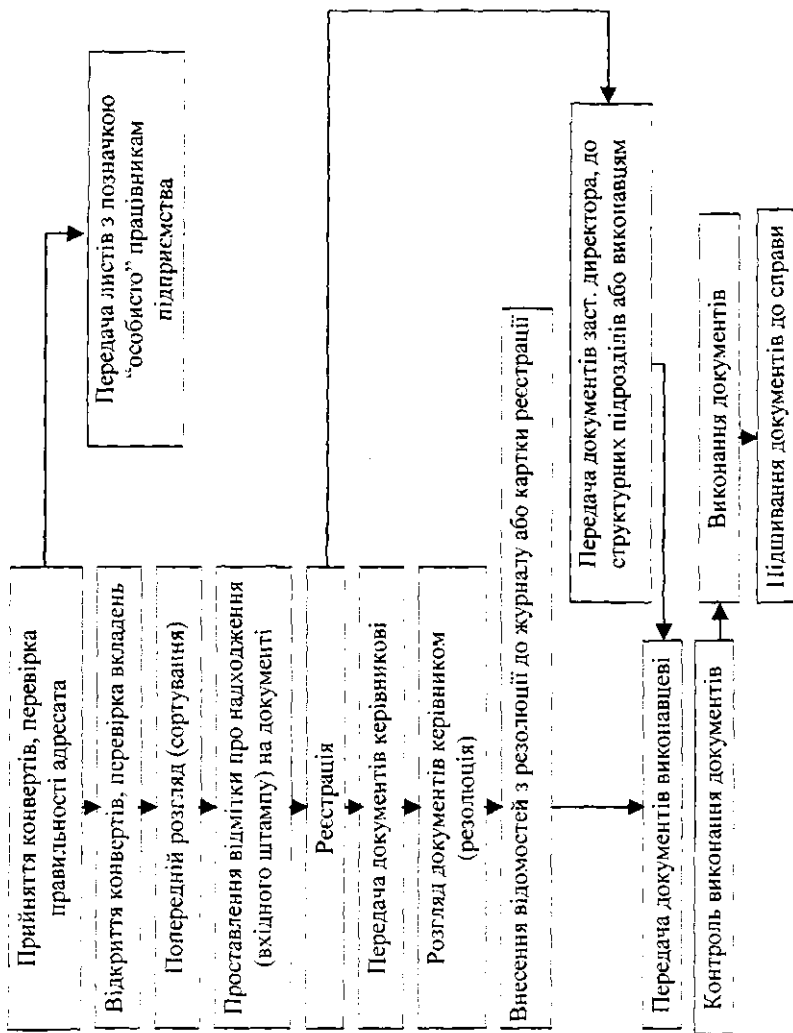 Прийняття конвертів, перевірка
правильності адресата
Передача листів з позначкою
“особисто” працівникам
підприємства
Відкриття конвертів, перевірка вкладень
Попередній розгляд (сортування)
Проставлення відмітки про надходження
(вхідного штампу) на документі
Реєстрація
Передача документів керівникові
Розгляд документів керівником
(резолюція)
Внесення відомостей з резолюції до журналу або картки реєстрації
Передача документів заст. директора, до
структурних підрозділів або виконавцям
Передача документів виконавцеві
Контроль виконання документів
Виконання документів
Підшивання документів до справи